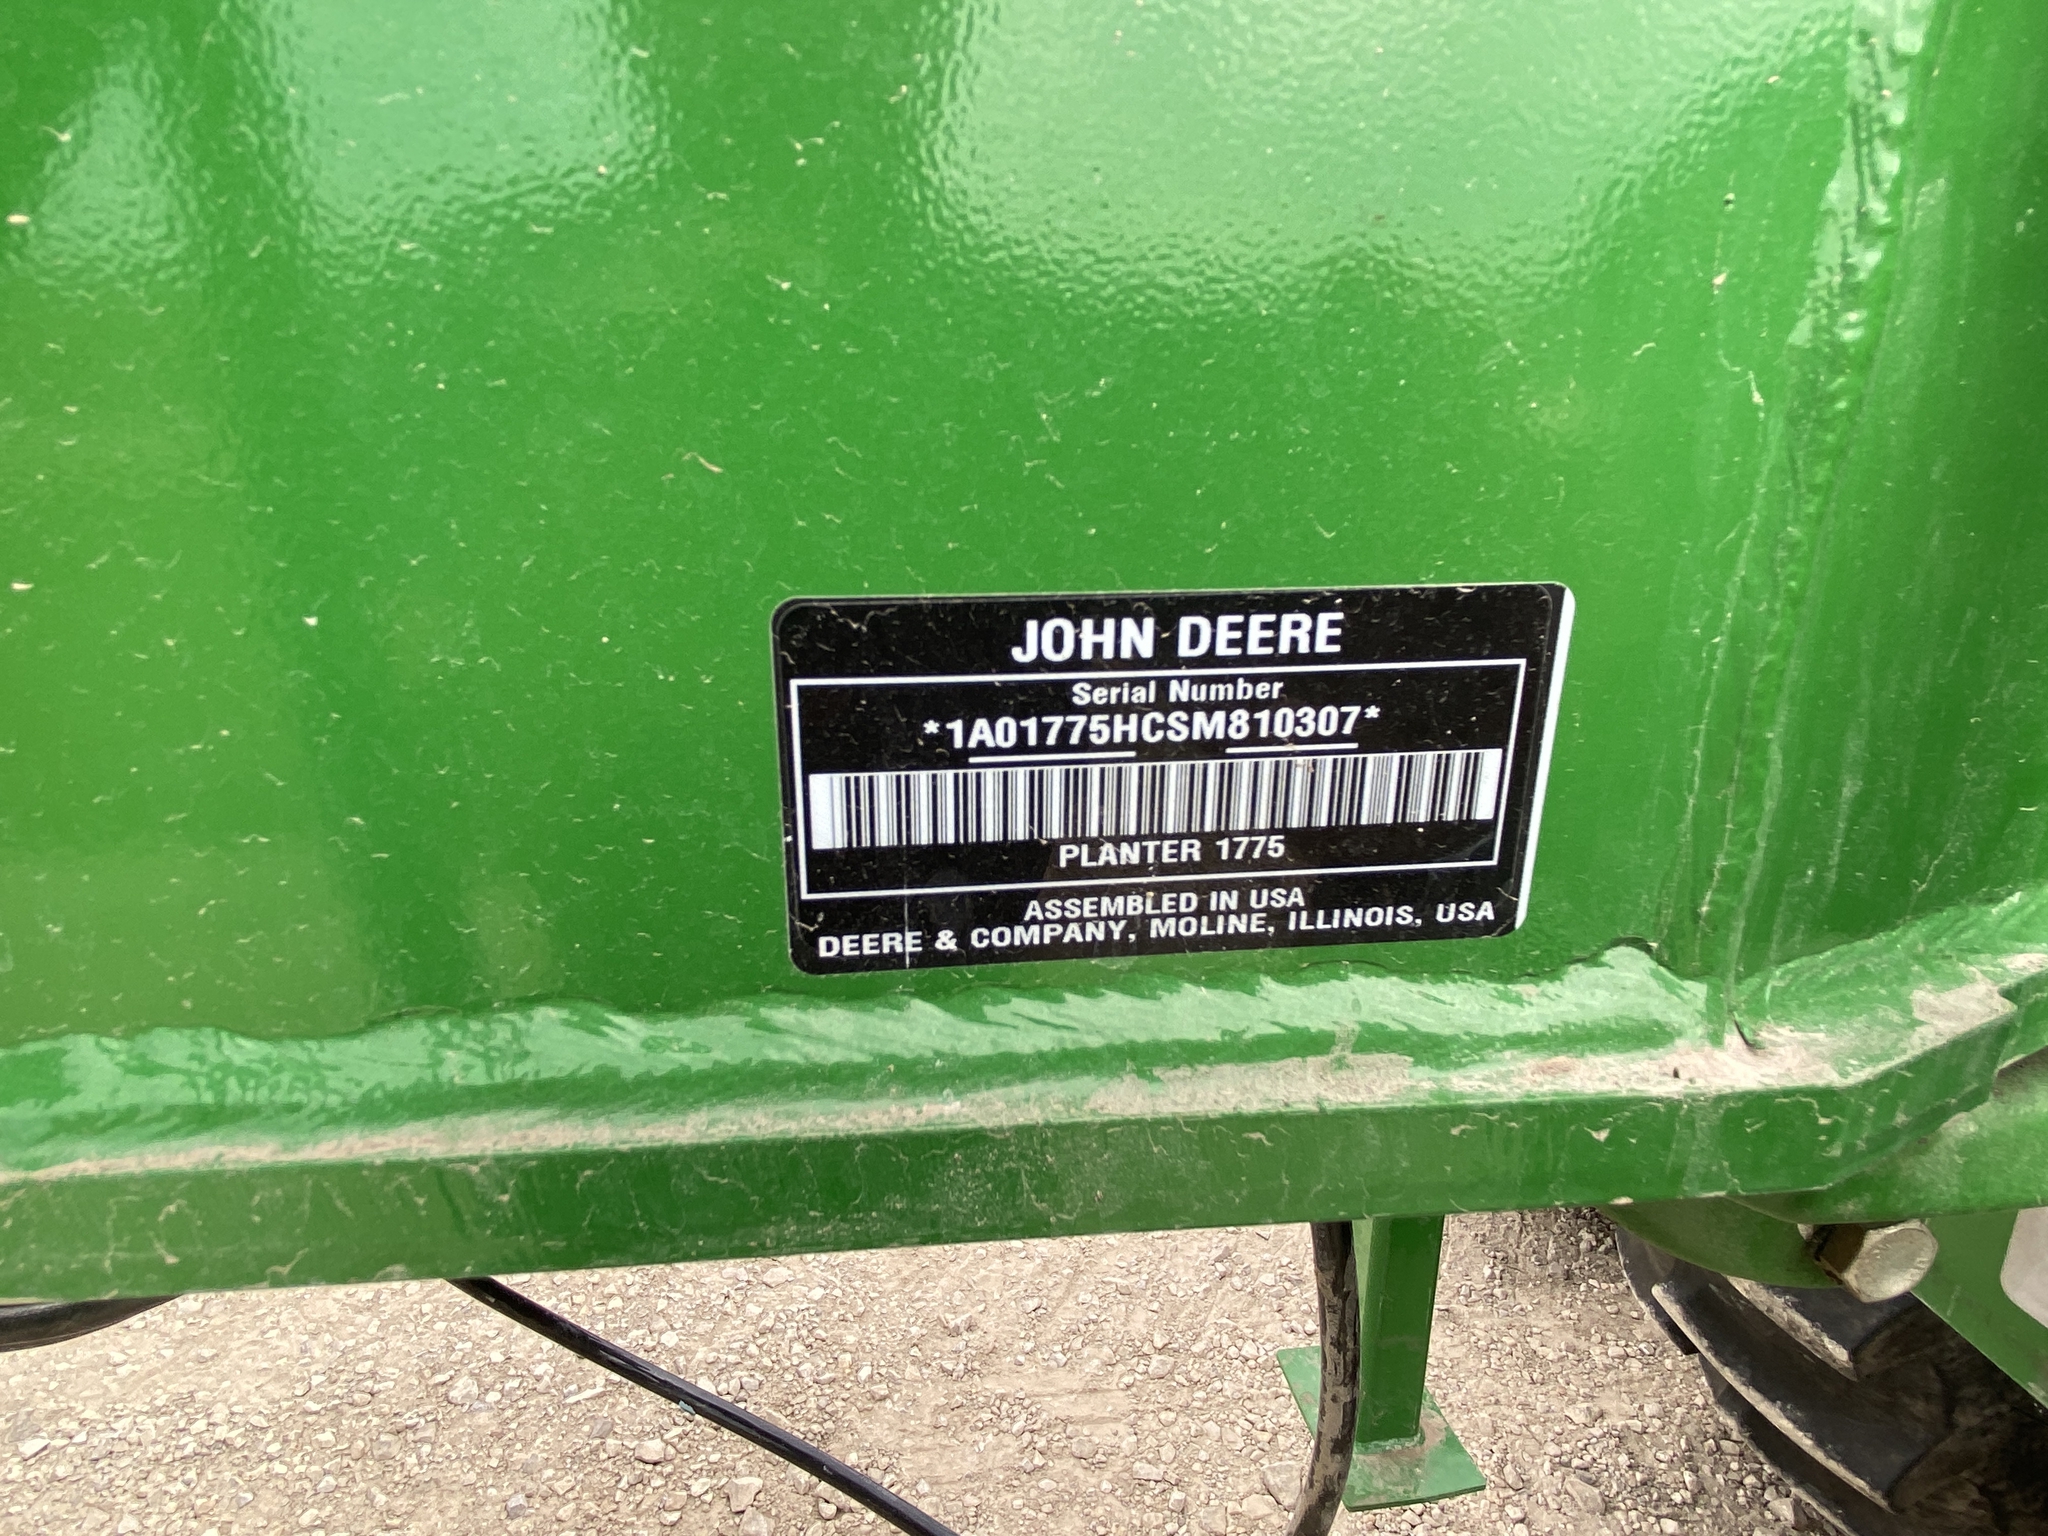 JOHN DEERE
Serial Number
*1A01775HCSM810307*
PLANTER 1775
ASSEMBLED IN USA
DEERE & COMPANY, MOLINE, ILLINOIS, USA